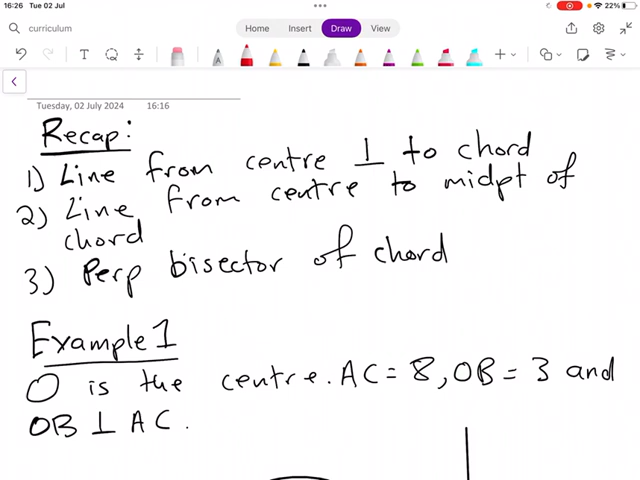 16:26 Tue 02 Jul
22%
curriculum
Home Insert Draw View
Tuesday, 02 July 2024 16:16
Recap:
1) Line from centre ⊥ to chord
2) Line from centre to midpt of
chord
3) Perp bisector of chord
Example 1
O is the centre. AC = 8, OB = 3 and
OB ⊥ AC.